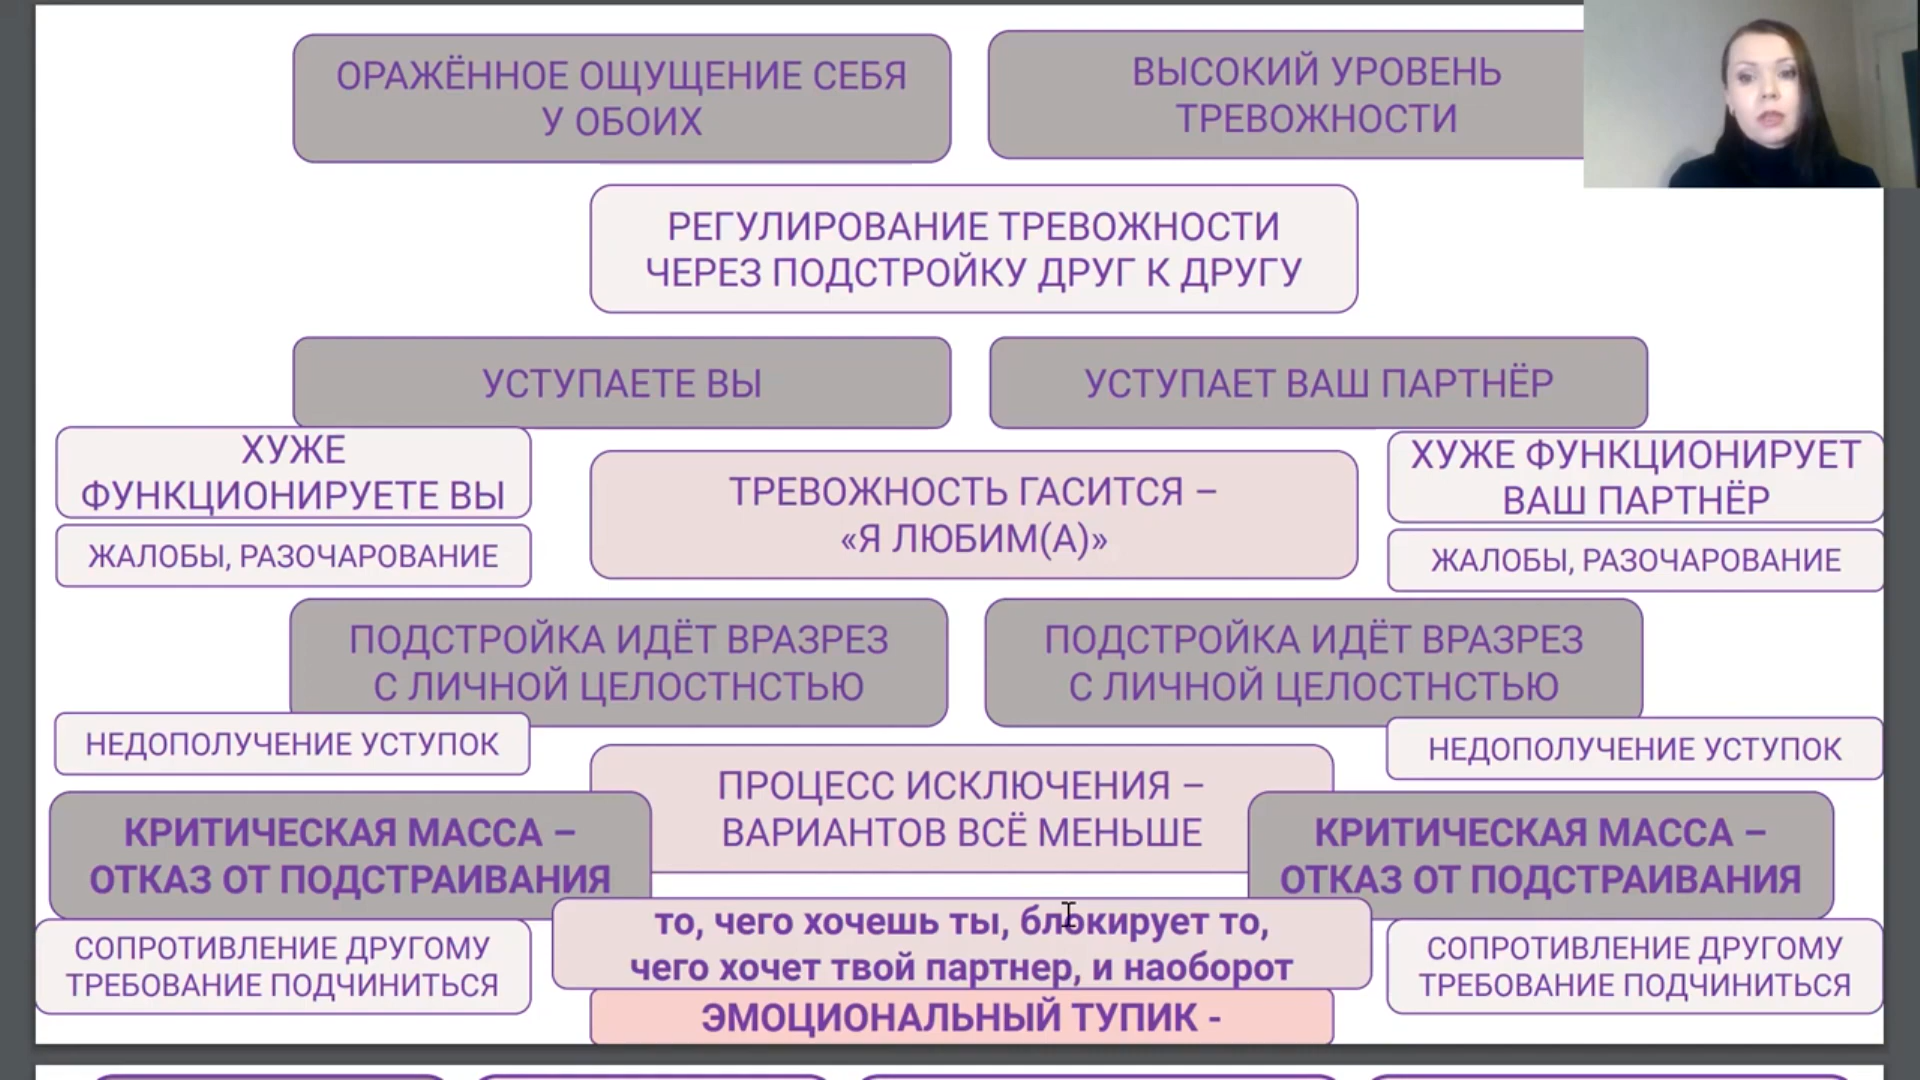 ОРАЖЁННОЕ ОЩУЩЕНИЕ СЕБЯ
У ОБОИХ
ВЫСОКИЙ УРОВЕНЬ
ТРЕВОЖНОСТИ
РЕГУЛИРОВАНИЕ ТРЕВОЖНОСТИ
ЧЕРЕЗ ПОДСТРОЙКУ ДРУГ К ДРУГУ
УСТУПАЕТЕ ВЫ
УСТУПАЕТ ВАШ ПАРТНЁР
ХУЖЕ
ФУНКЦИОНИРУЕТЕ ВЫ
ЖАЛОБЫ, РАЗОЧАРОВАНИЕ
ТРЕВОЖНОСТЬ ГАСИТСЯ –
«Я ЛЮБИМ(А)»
ХУЖЕ ФУНКЦИОНИРУЕТ
ВАШ ПАРТНЁР
ЖАЛОБЫ, РАЗОЧАРОВАНИЕ
ПОДСТРОЙКА ИДЁТ ВРАЗРЕЗ
С ЛИЧНОЙ ЦЕЛОСТНСТЬЮ
ПОДСТРОЙКА ИДЁТ ВРАЗРЕЗ
С ЛИЧНОЙ ЦЕЛОСТНСТЬЮ
НЕДОПОЛУЧЕНИЕ УСТУПОК
НЕДОПОЛУЧЕНИЕ УСТУПОК
ПРОЦЕСС ИСКЛЮЧЕНИЯ –
ВАРИАНТОВ ВСЁ МЕНЬШЕ
КРИТИЧЕСКАЯ МАССА –
ОТКАЗ ОТ ПОДСТРАИВАНИЯ
КРИТИЧЕСКАЯ МАССА –
ОТКАЗ ОТ ПОДСТРАИВАНИЯ
СОПРОТИВЛЕНИЕ ДРУГОМУ
ТРЕБОВАНИЕ ПОДЧИНИТЬСЯ
то, чего хочешь ты, блокирует то,
чего хочет твой партнер, и наоборот
СОПРОТИВЛЕНИЕ ДРУГОМУ
ТРЕБОВАНИЕ ПОДЧИНИТЬСЯ
ЭМОЦИОНАЛЬНЫЙ ТУПИК -